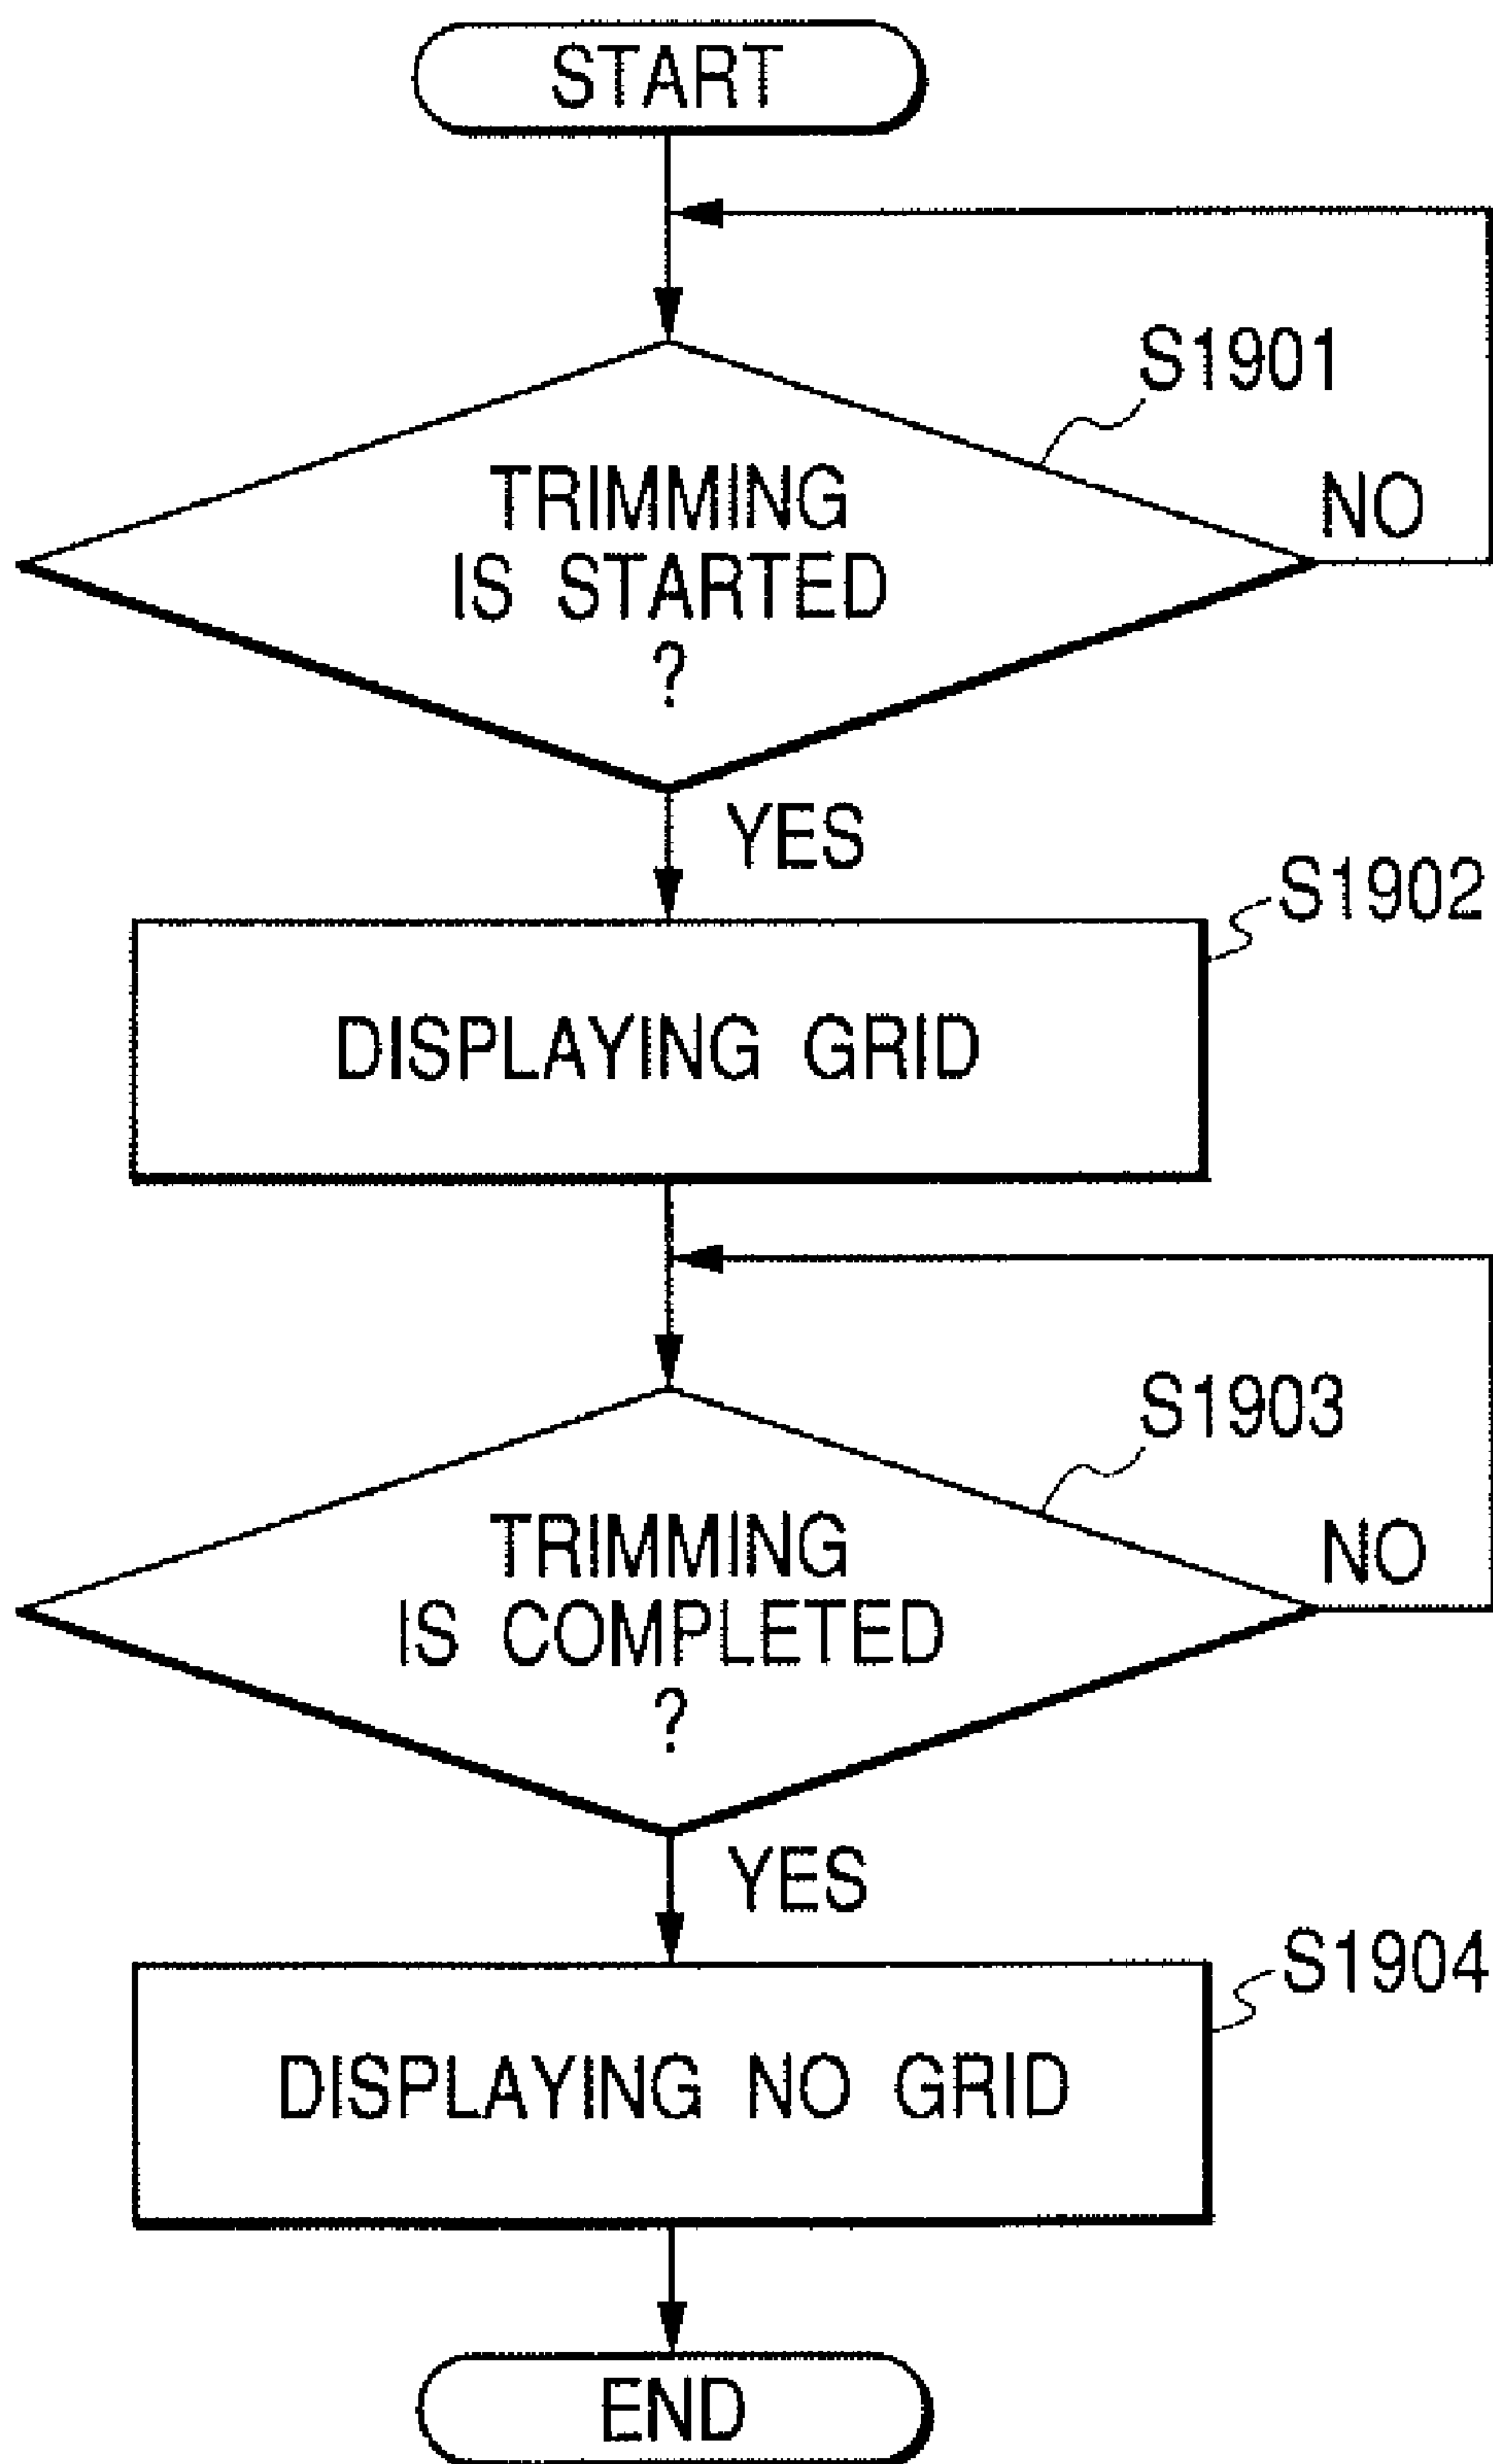 START
S1901
TRIMMING
IS STARTED
?
NO
YES
S1902
DISPLAYING GRID
S1903
TRIMMING
IS COMPLETED
?
NO
YES
S1904
DISPLAYING NO GRID
END